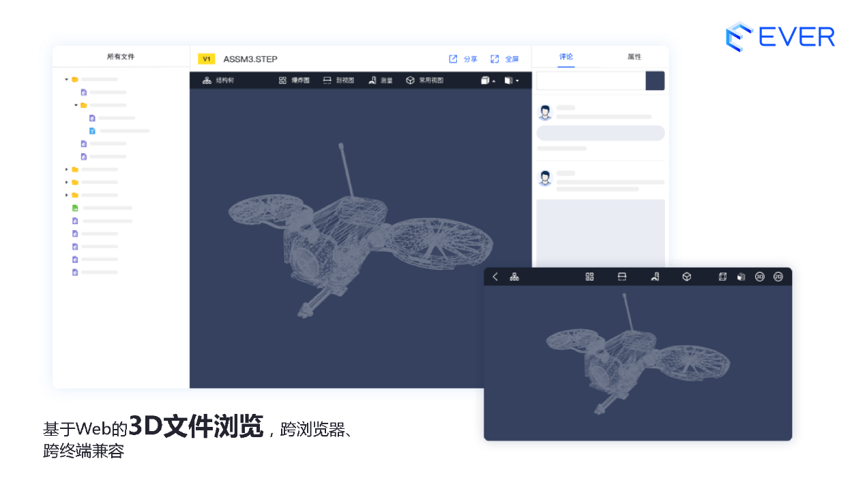 EVER
所有文件
V1 ASSM3.STEP
分享 全屏
评论 属性
结构树 爆炸图 剖视图 测量 常用视图
基于Web的3D文件浏览，跨浏览器、
跨终端兼容